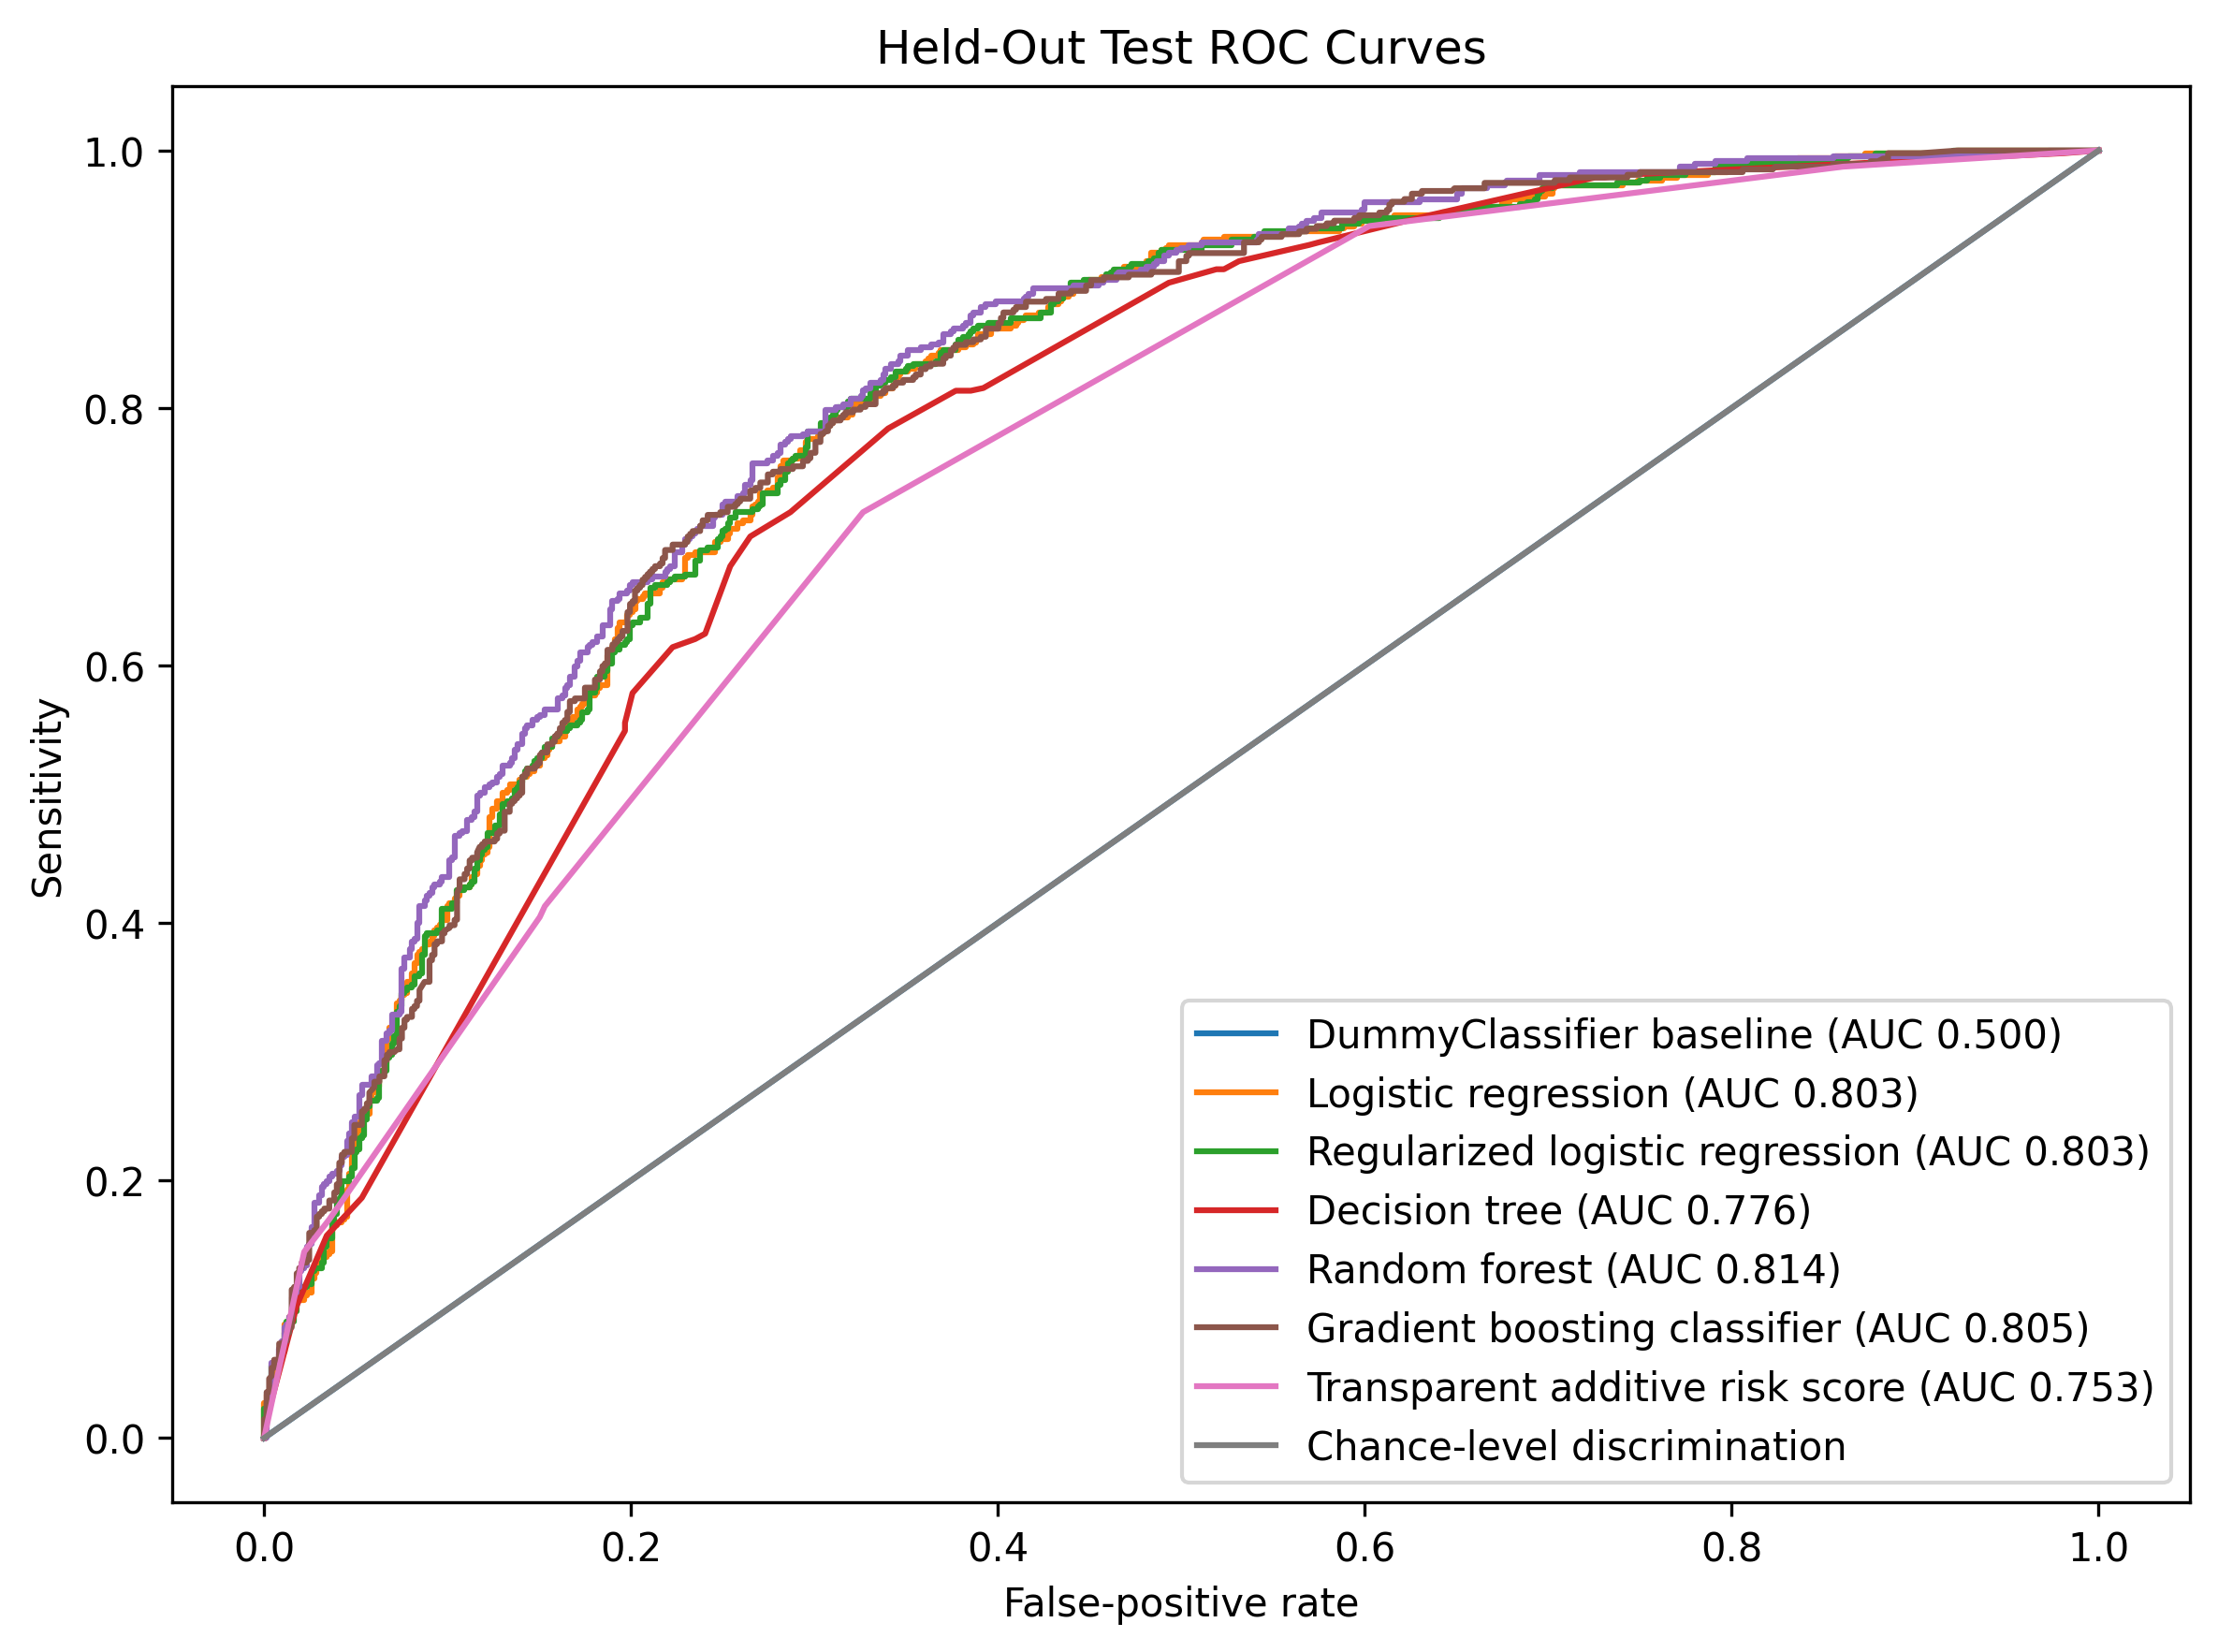 Held-Out Test ROC Curves
1.0
0.8
0.6
0.4
0.2
0.0
Sensitivity
DummyClassifier baseline (AUC 0.500)
Logistic regression (AUC 0.803)
Regularized logistic regression (AUC 0.803)
Decision tree (AUC 0.776)
Random forest (AUC 0.814)
Gradient boosting classifier (AUC 0.805)
Transparent additive risk score (AUC 0.753)
Chance-level discrimination
0.0 0.2 0.4 0.6 0.8 1.0
False-positive rate